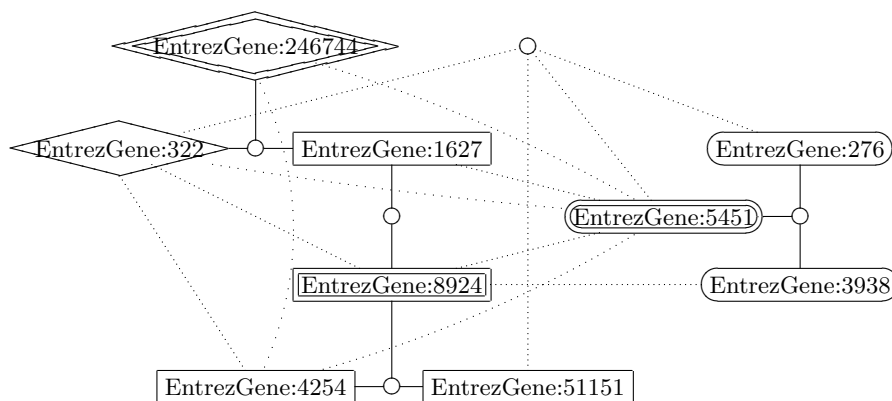 EntrezGene:246744
EntrezGene:322
EntrezGene:1627
EntrezGene:276
EntrezGene:5451
EntrezGene:8924
EntrezGene:3938
EntrezGene:4254
EntrezGene:51151